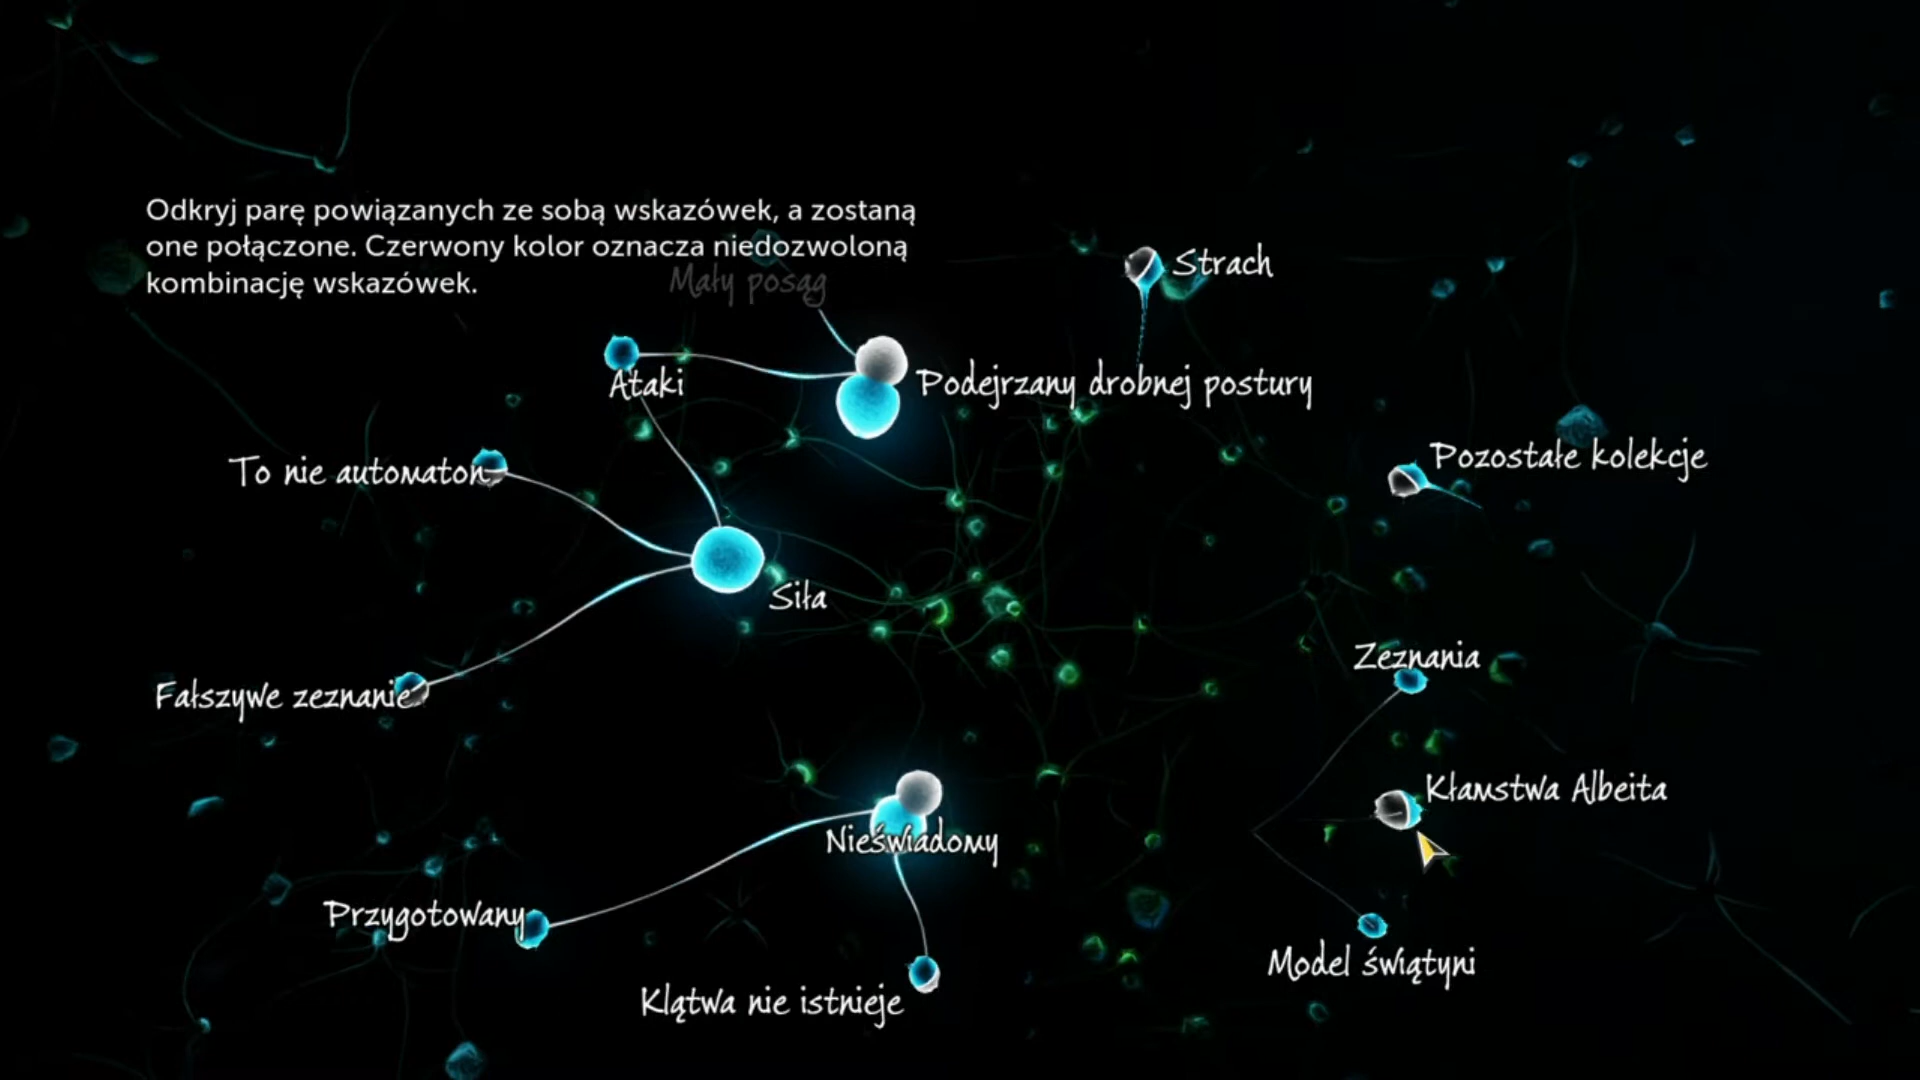 Odkryj parę powiązanych ze sobą wskazówek, a zostaną
one połączone. Czerwony kolor oznacza niedozwoloną
kombinację wskazówek.
Mały posąg
Strach
Ataki
Podejrzany drobnej postury
To nie automaton
Pozostałe kolekcje
Siła
Zeznania
Fałszywe zeznanie
Kłamstwa Albeita
Nieświadomy
Przygotowany
Model świątyni
Klątwa nie istnieje